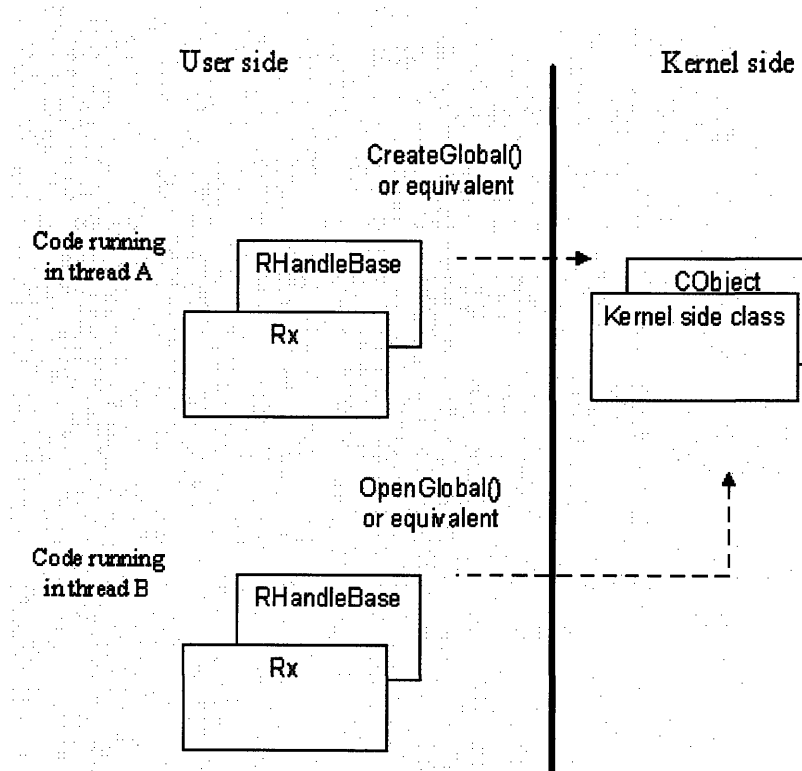 User side
Kernel side
CreateGlobal()
or equivalent
Code running
in thread A
RHandleBase
Rx
CObject
Kernel side class
OpenGlobal()
or equivalent
Code running
in thread B
RHandleBase
Rx